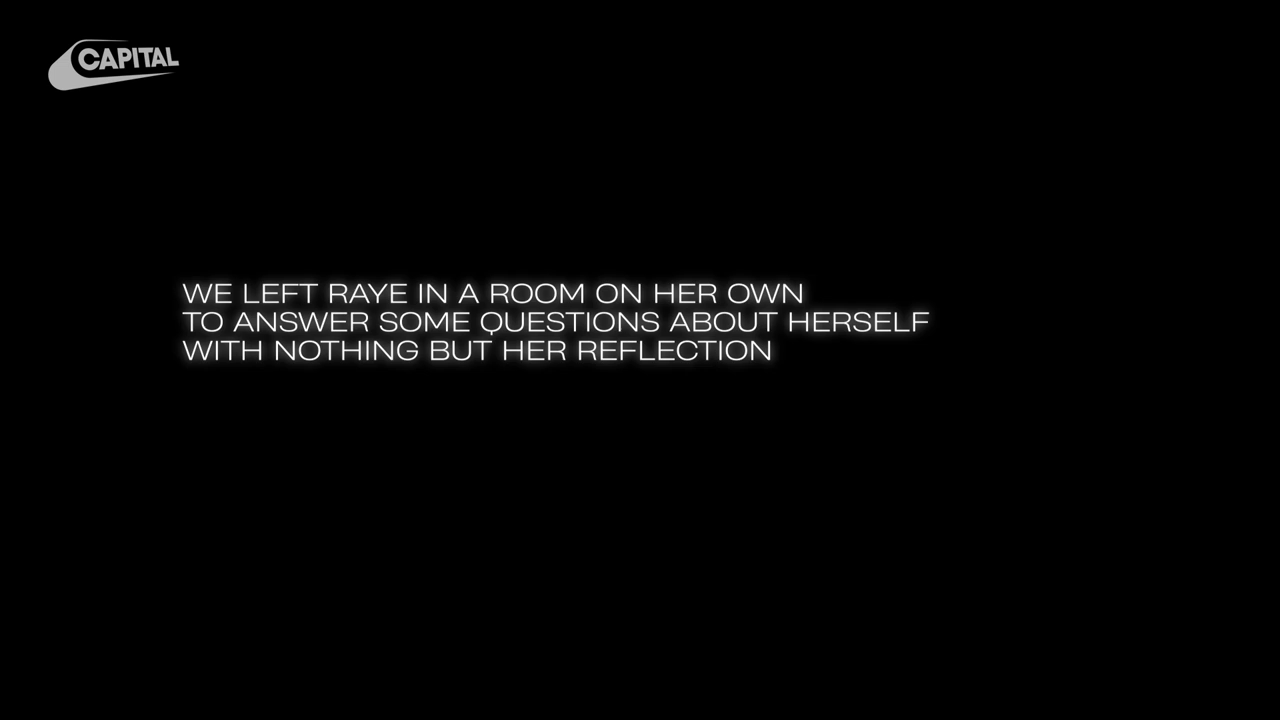 CAPITAL
WE LEFT RAYE IN A ROOM ON HER OWN
TO ANSWER SOME QUESTIONS ABOUT HERSELF
WITH NOTHING BUT HER REFLECTION